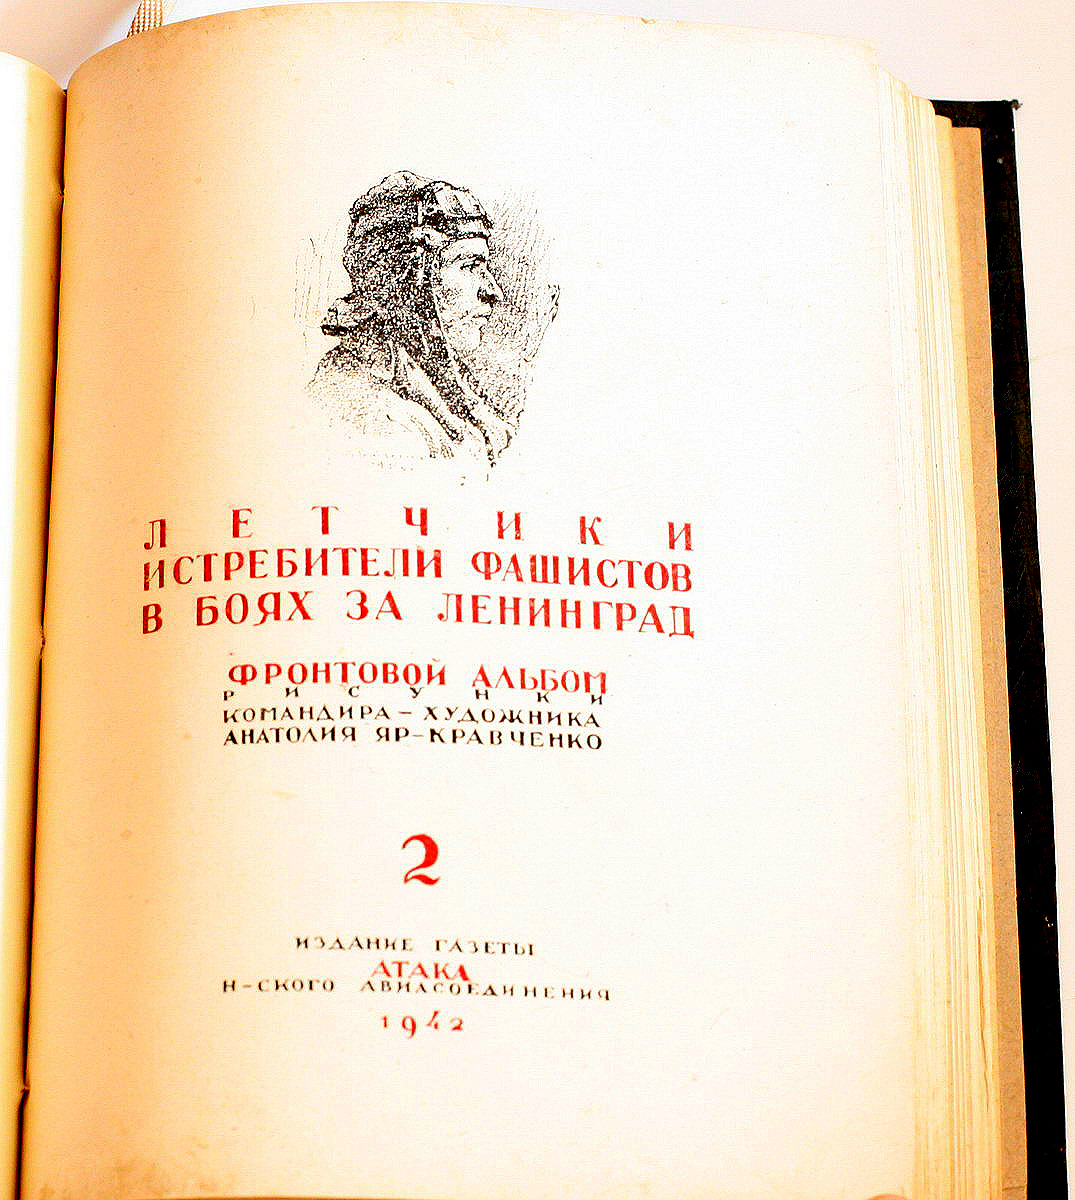 ЛЕТЧИКИ
ИСТРЕБИТЕЛИ ФАШИСТОВ
В БОЯХ ЗА ЛЕНИНГРАД
ФРОНТОВОЙ АЛЬБОМ
РИСУНКИ
КОМАНДИРА-ХУДОЖНИКА
АНАТОЛИЯ ЯР-КРАВЧЕНКО
2
ИЗДАНИЕ ГАЗЕТЫ
АТАКА
Н-СКОГО АВИАСОЕДИНЕНИЯ
1942